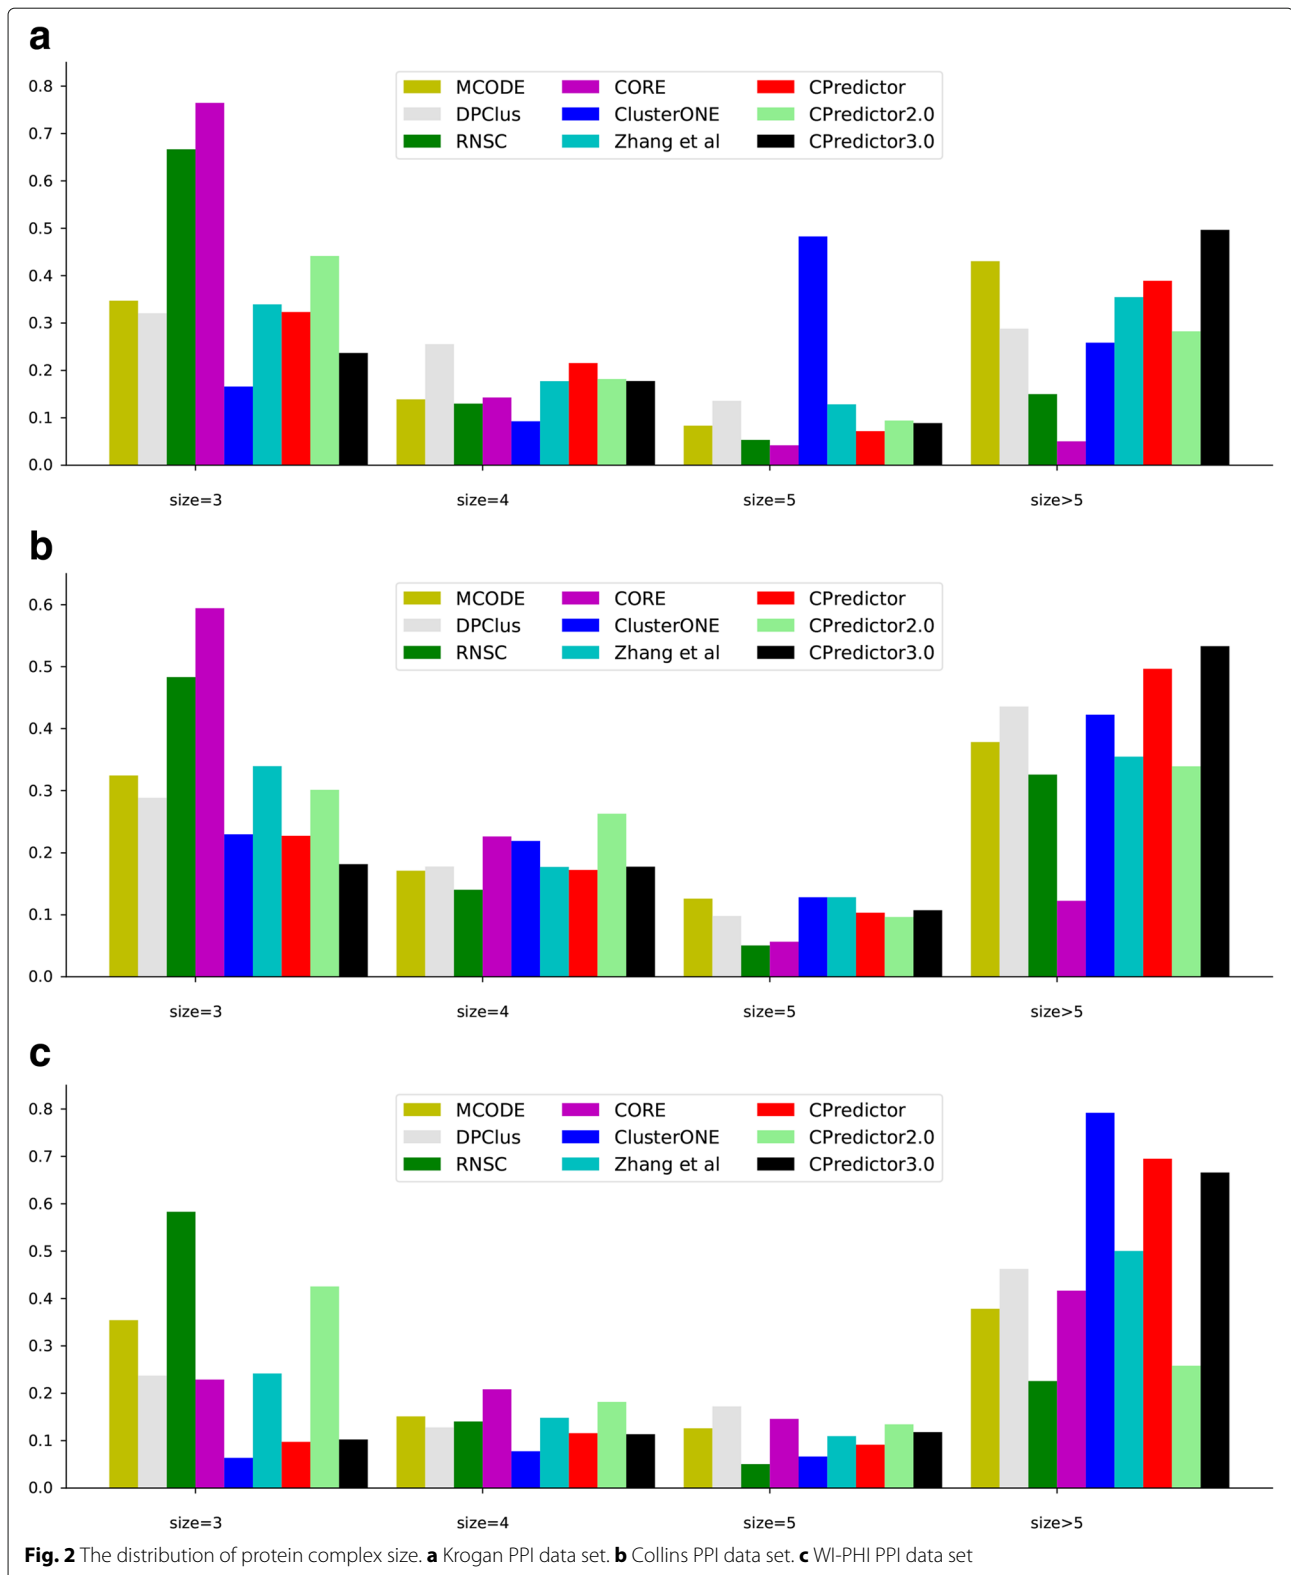 a
0.8
0.7
0.6
0.5
0.4
0.3
0.2
0.1
0.0
MCODE CORE CPredictor
DPClus ClusterONE CPredictor2.0
RNSC Zhang et al CPredictor3.0
size=3 size=4 size=5 size>5
b
0.6
0.5
0.4
0.3
0.2
0.1
0.0
MCODE CORE CPredictor
DPClus ClusterONE CPredictor2.0
RNSC Zhang et al CPredictor3.0
size=3 size=4 size=5 size>5
c
0.8
0.7
0.6
0.5
0.4
0.3
0.2
0.1
0.0
MCODE CORE CPredictor
DPClus ClusterONE CPredictor2.0
RNSC Zhang et al CPredictor3.0
size=3 size=4 size=5 size>5
Fig. 2 The distribution of protein complex size. a Krogan PPI data set. b Collins PPI data set. c WI-PHI PPI data set